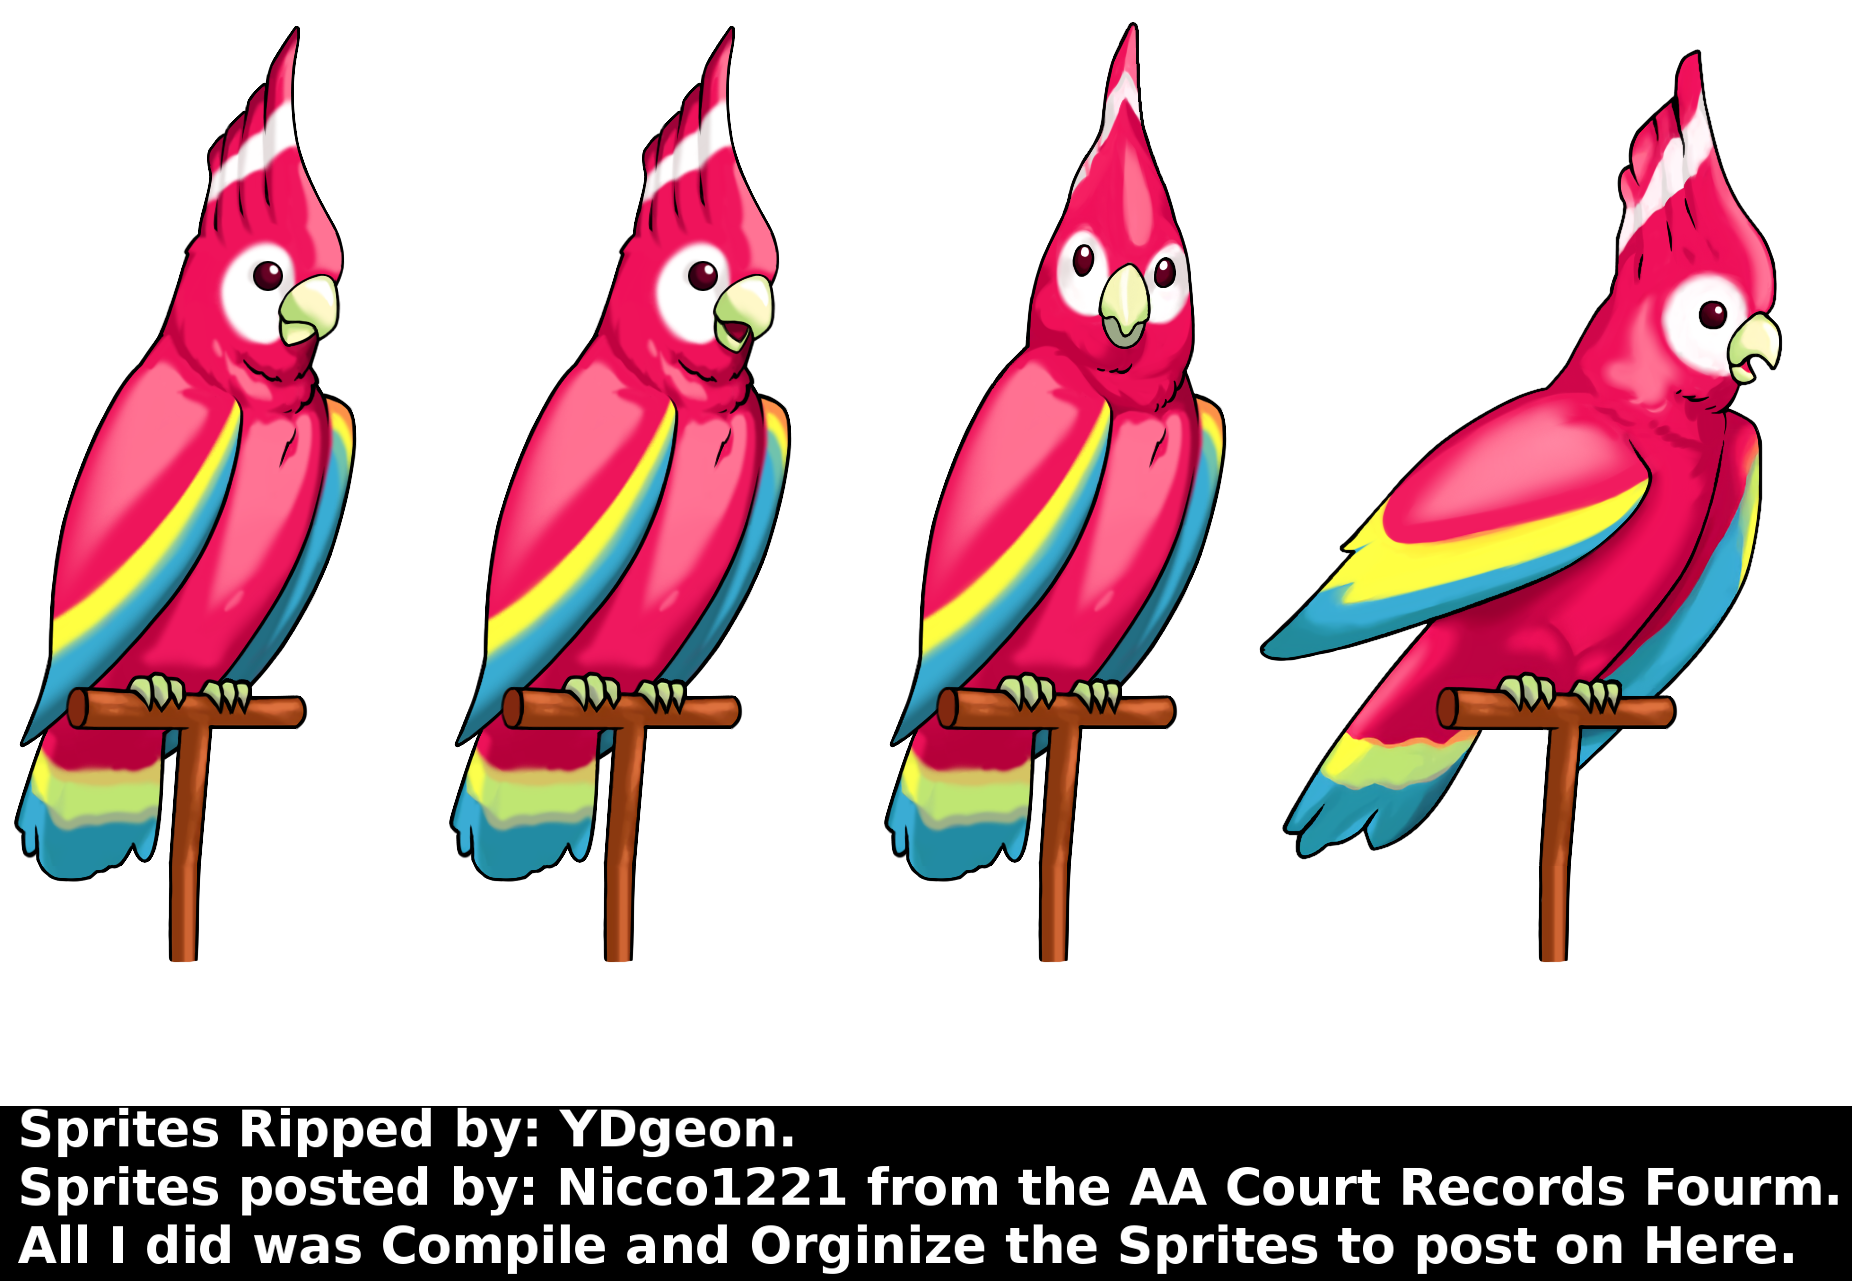 Sprites Ripped by: YDgeon.
Sprites posted by: Nicco1221 from the AA Court Records Fourm.
All I did was Compile and Orginize the Sprites to post on Here.